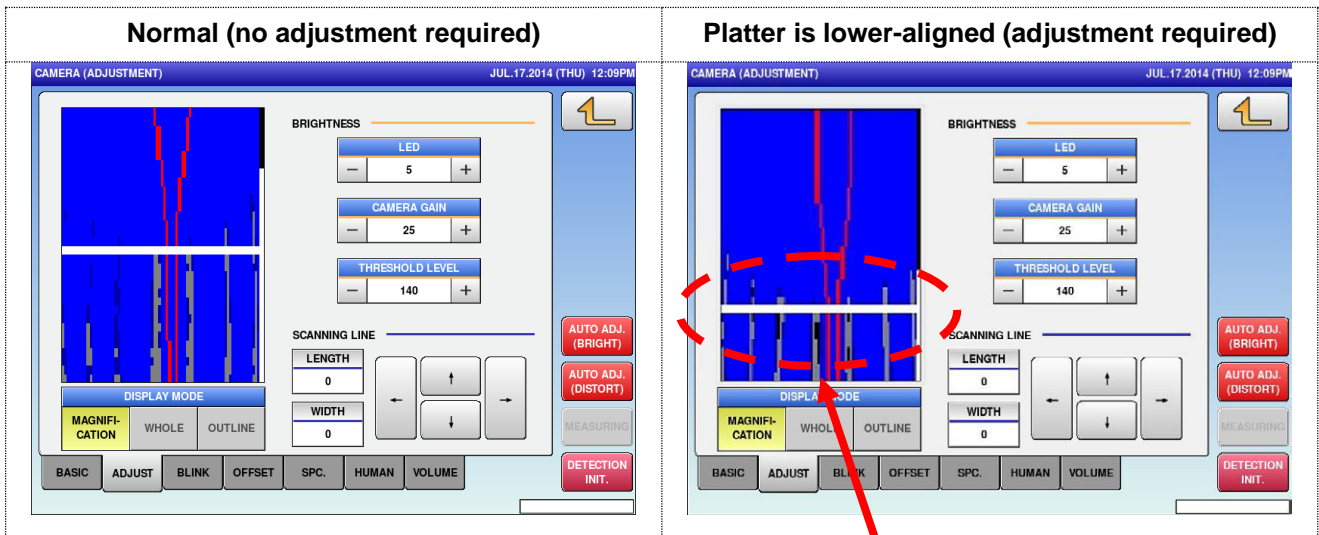 Normal (no adjustment required)
CAMERA (ADJUSTMENT)
JUL.17.2014 (THU) 12:09PM
BRIGHTNESS
LED
− 5 +
CAMERA GAIN
− 25 +
THRESHOLD LEVEL
− 140 +
SCANNING LINE
LENGTH
0
WIDTH
0
←
↑
↓
→
DISPLAY MODE
MAGNIFI-
CATION
WHOLE
OUTLINE
AUTO ADJ.
(BRIGHT)
AUTO ADJ.
(DISTORT)
MEASURING
DETECTION
INIT.
BASIC ADJUST BLINK OFFSET SPC. HUMAN VOLUME
Platter is lower-aligned (adjustment required)
CAMERA (ADJUSTMENT)
JUL.17.2014 (THU) 12:09PM
BRIGHTNESS
LED
− 5 +
CAMERA GAIN
− 25 +
THRESHOLD LEVEL
− 140 +
SCANNING LINE
LENGTH
0
WIDTH
0
←
↑
↓
→
DISPLAY MODE
MAGNIFI-
CATION
WHOLE
OUTLINE
AUTO ADJ.
(BRIGHT)
AUTO ADJ.
(DISTORT)
MEASURING
DETECTION
INIT.
BASIC ADJUST BLINK OFFSET SPC. HUMAN VOLUME